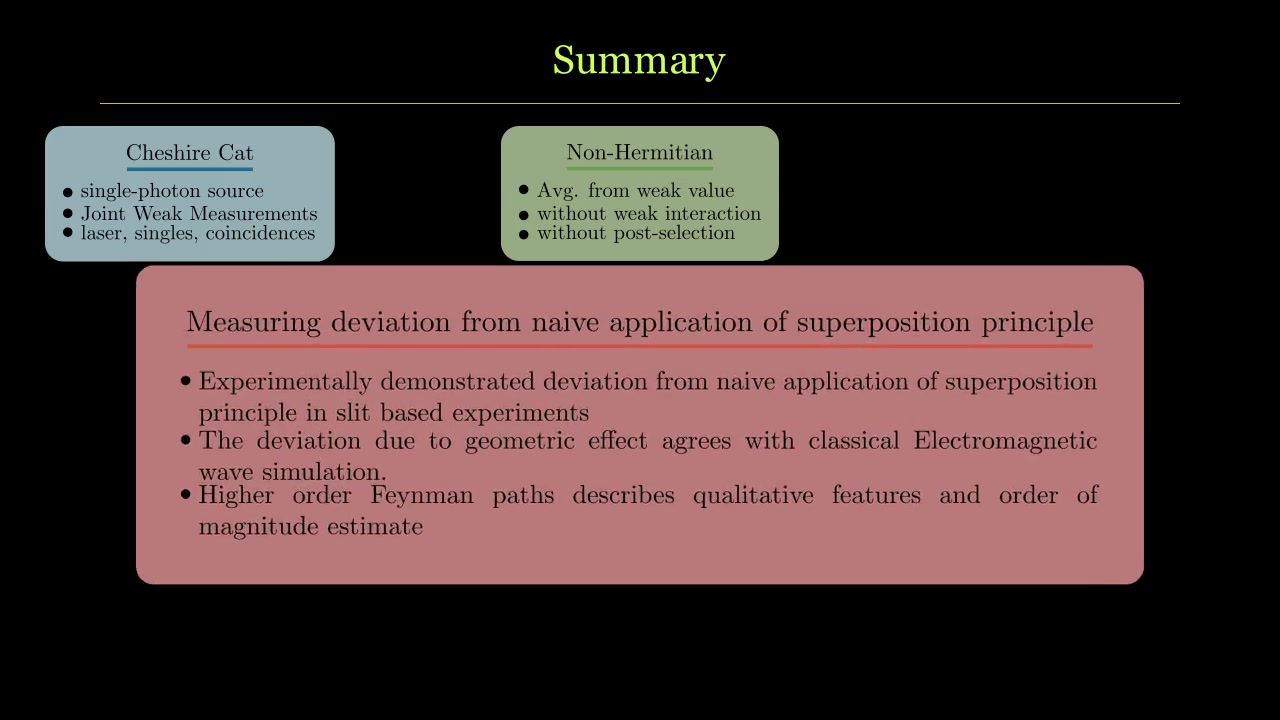 Summary
Cheshire Cat
● single-photon source
● Joint Weak Measurements
● laser, singles, coincidences
Non-Hermitian
● Avg. from weak value
● without weak interaction
● without post-selection
Measuring deviation from naive application of superposition principle
● Experimentally demonstrated deviation from naive application of superposition
principle in slit based experiments
● The deviation due to geometric effect agrees with classical Electromagnetic
wave simulation.
● Higher order Feynman paths describes qualitative features and order of
magnitude estimate